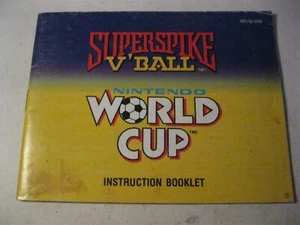 SUPERSPIKE
V'BALL
NINTENDO
WORLD
CUP
INSTRUCTION BOOKLET